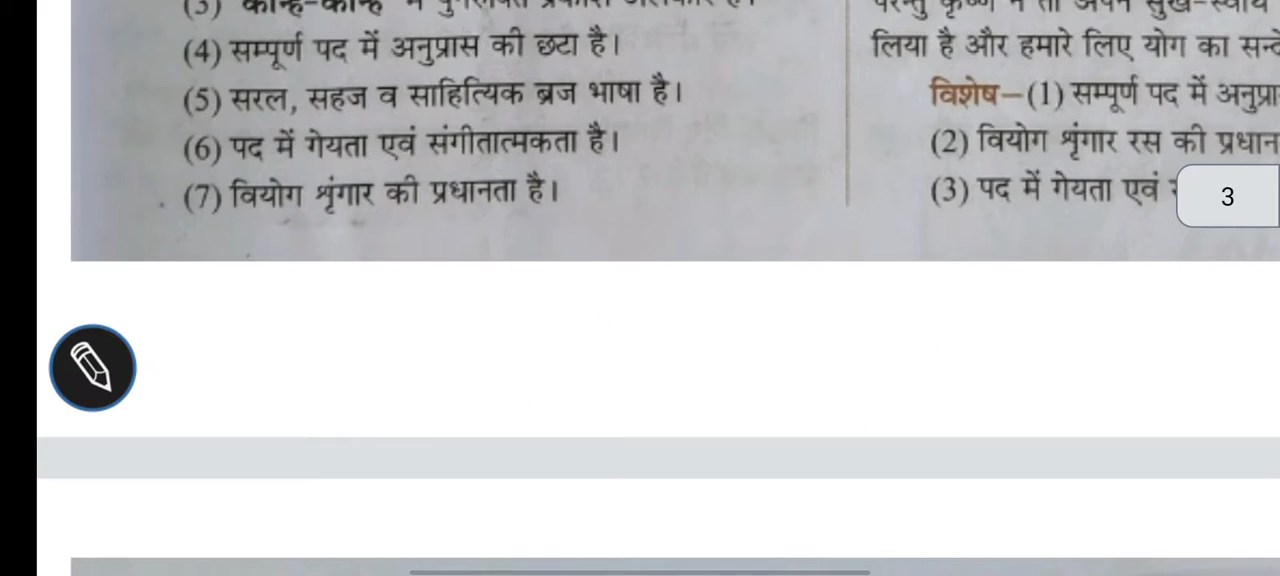 (4) सम्पूर्ण पद में अनुप्रास की छटा है।
(5) सरल, सहज व साहित्यिक ब्रज भाषा है।
(6) पद में गेयता एवं संगीतात्मकता है।
(7) वियोग श्रृंगार की प्रधानता है।
लिया है और हमारे लिए योग का
विशेष–(1) सम्पूर्ण पद में
(2) वियोग श्रृंगार रस की
(3) पद में गेयता एवं
3